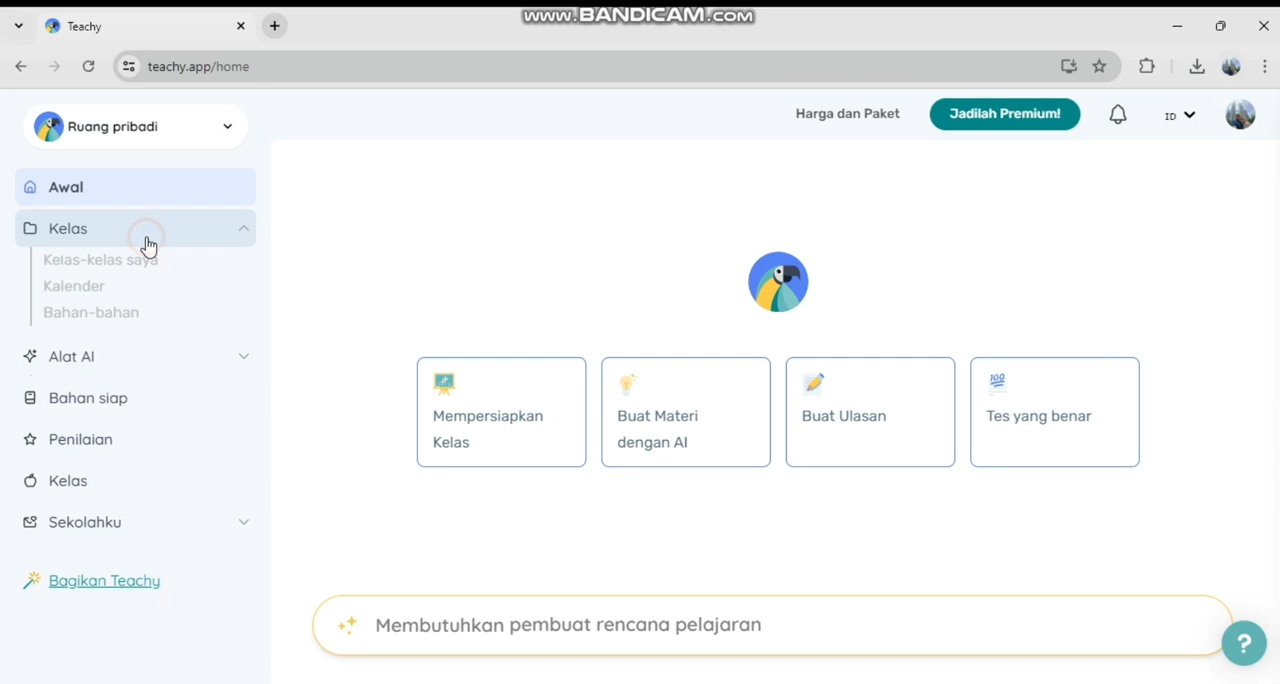 www.BANDICAM.com
Teachy
teachy.app/home
Ruang pribadi
Harga dan Paket
Jadilah Premium!
ID
Awal
Kelas
Kelas-kelas saya
Kalender
Bahan-bahan
Alat AI
Bahan siap
Penilaian
Kelas
Sekolahku
Bagikan Teachy
Mempersiapkan
Kelas
Buat Materi
dengan AI
Buat Ulasan
100
Tes yang benar
Membutuhkan pembuat rencana pelajaran
?